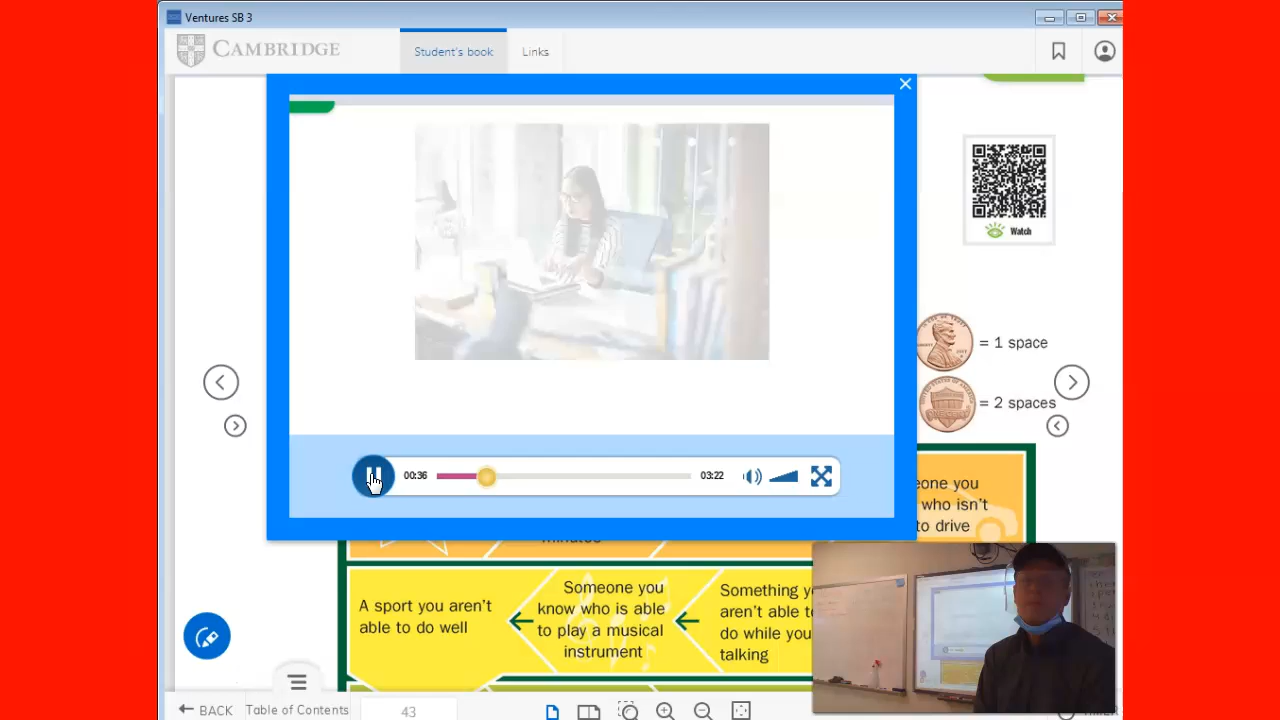 Ventures SB 3
CAMBRIDGE
Student's book
Links
Watch
= 1 space
= 2 spaces
00:36
03:22
eone you
who isn't
to drive
minutes
A sport you aren't
able to do well
Someone you
know who is able
to play a musical
instrument
Something y
aren't able t
do while you
talking
BACK
Table of Contents
43